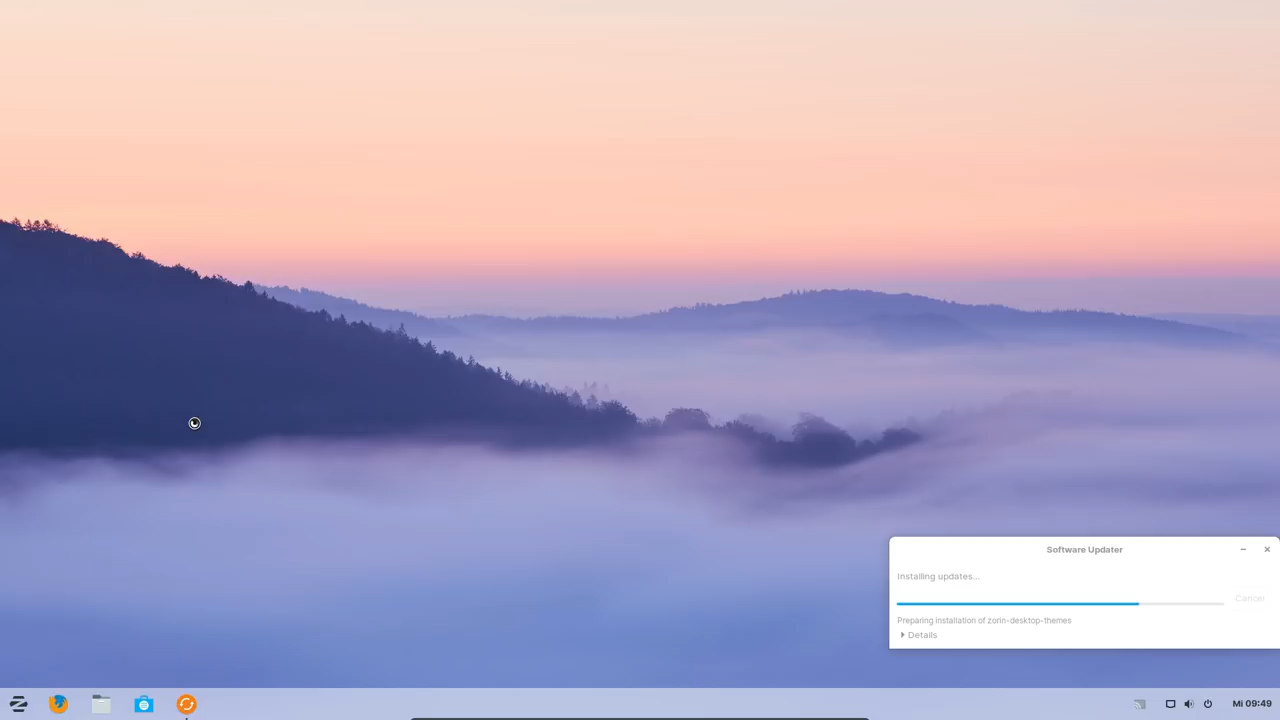 Software Updater
Installing updates...
Cancel
Preparing installation of zorin-desktop-themes
Details
Mi 09:49